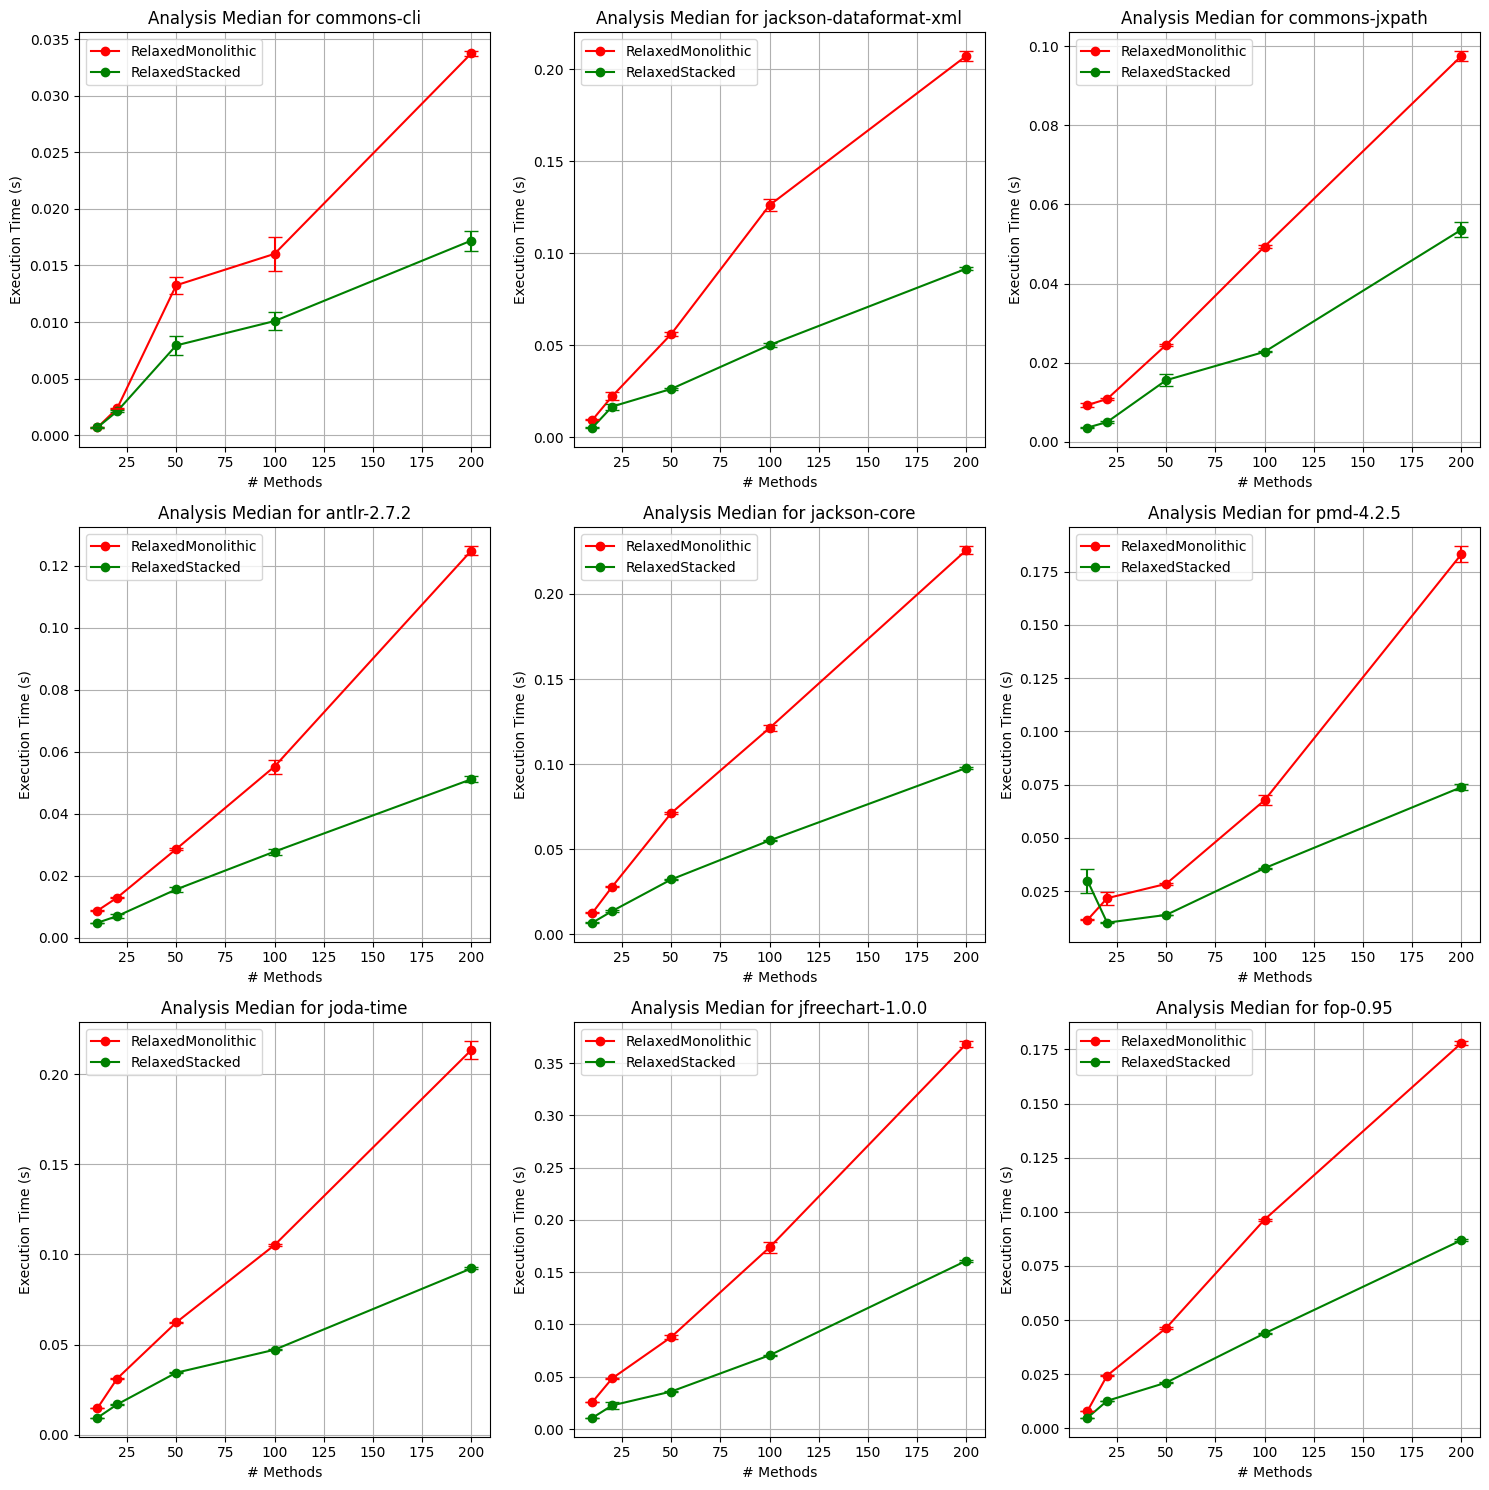 Analysis Median for commons-cli
RelaxedMonolithic
RelaxedStacked
Execution Time (s)
0.035
0.030
0.025
0.020
0.015
0.010
0.005
0.000
25 50 75 100 125 150 175 200
# Methods
Analysis Median for jackson-dataformat-xml
RelaxedMonolithic
RelaxedStacked
Execution Time (s)
0.20
0.15
0.10
0.05
0.00
25 50 75 100 125 150 175 200
# Methods
Analysis Median for commons-jxpath
RelaxedMonolithic
RelaxedStacked
Execution Time (s)
0.10
0.08
0.06
0.04
0.02
0.00
25 50 75 100 125 150 175 200
# Methods
Analysis Median for antlr-2.7.2
RelaxedMonolithic
RelaxedStacked
Execution Time (s)
0.12
0.10
0.08
0.06
0.04
0.02
0.00
25 50 75 100 125 150 175 200
# Methods
Analysis Median for jackson-core
RelaxedMonolithic
RelaxedStacked
Execution Time (s)
0.20
0.15
0.10
0.05
0.00
25 50 75 100 125 150 175 200
# Methods
Analysis Median for pmd-4.2.5
RelaxedMonolithic
RelaxedStacked
Execution Time (s)
0.175
0.150
0.125
0.100
0.075
0.050
0.025
25 50 75 100 125 150 175 200
# Methods
Analysis Median for joda-time
RelaxedMonolithic
RelaxedStacked
Execution Time (s)
0.20
0.15
0.10
0.05
0.00
25 50 75 100 125 150 175 200
# Methods
Analysis Median for jfreechart-1.0.0
RelaxedMonolithic
RelaxedStacked
Execution Time (s)
0.35
0.30
0.25
0.20
0.15
0.10
0.05
0.00
25 50 75 100 125 150 175 200
# Methods
Analysis Median for fop-0.95
RelaxedMonolithic
RelaxedStacked
Execution Time (s)
0.175
0.150
0.125
0.100
0.075
0.050
0.025
0.000
25 50 75 100 125 150 175 200
# Methods